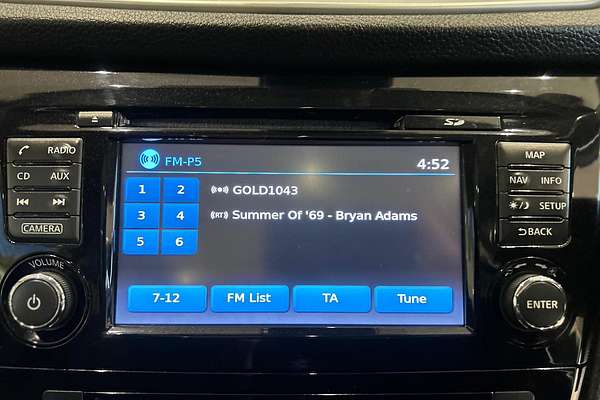 SD
RADIO
CD AUX
CAMERA
VOLUME
FM-P5 4:52
1 2
3 4
5 6
GOLD1043
RT Summer Of '69 - Bryan Adams
7-12 FM List TA Tune
MAP
NAV INFO
SETUP
BACK
ENTER